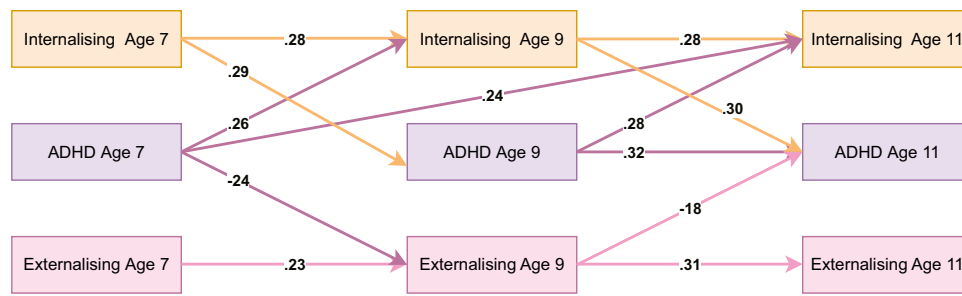 Internalising  Age 7
.28
Internalising  Age 9
.28
Internalising  Age 11
.29
.24
.30
.26
.28
ADHD Age 7
ADHD Age 9
.32
ADHD Age 11
-24
-18
Externalising Age 7
.23
Externalising Age 9
.31
Externalising Age 11